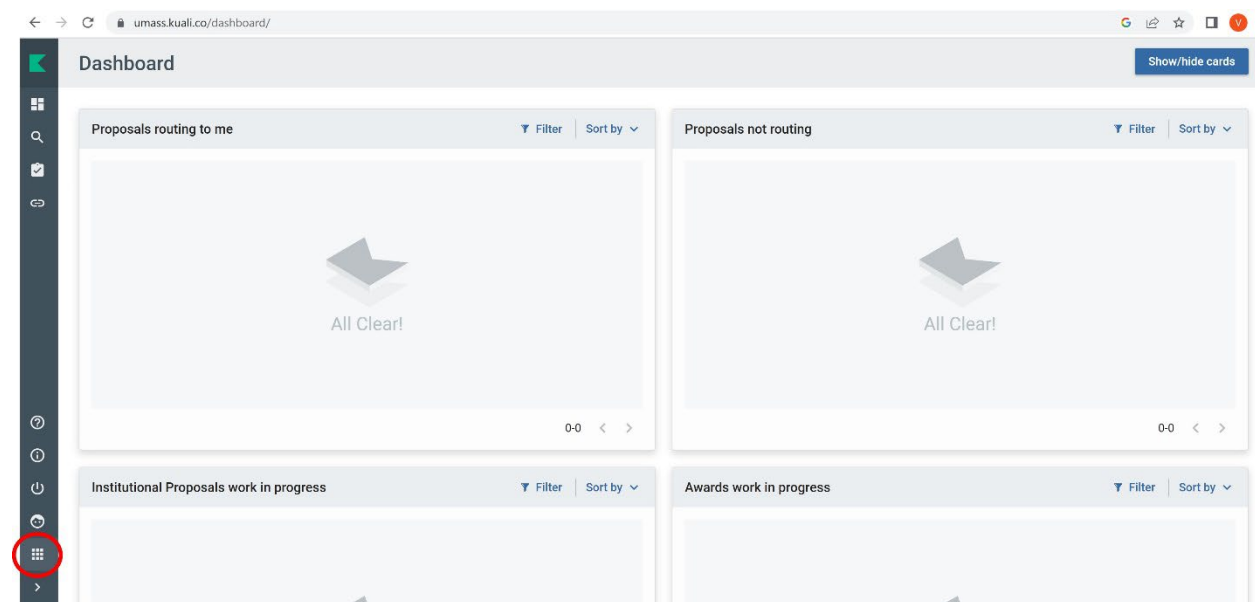 umass.kuali.co/dashboard/
G
V
Dashboard
Show/hide cards
Proposals routing to me
Filter
Sort by
Proposals not routing
Filter
Sort by
All Clear!
All Clear!
0-0
0-0
Institutional Proposals work in progress
Filter
Sort by
Awards work in progress
Filter
Sort by